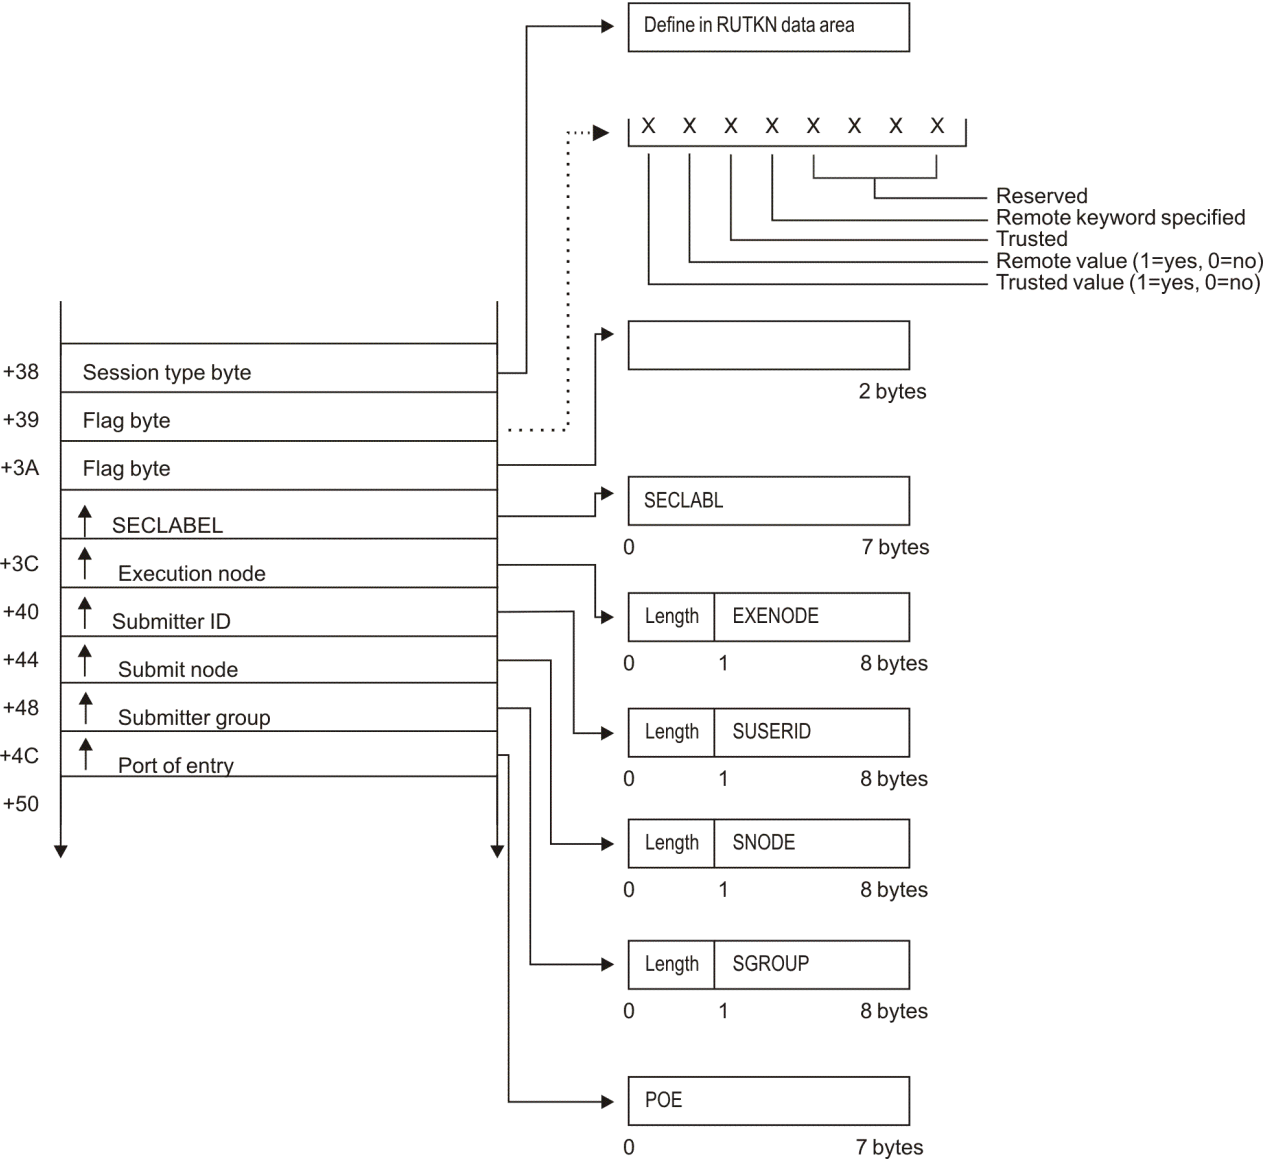 Define in RUTKN data area
X X X X X X X X
Reserved
Remote keyword specified
Trusted
Remote value (1=yes, 0=no)
Trusted value (1=yes, 0=no)
+38 Session type byte
2 bytes
+39 Flag byte
+3A Flag byte
SECLABEL
SECLABL
0 7 bytes
+3C Execution node
Length EXENODE
+40 Submitter ID
0 1 8 bytes
+44 Submit node
+48 Submitter group
Length SUSERID
+4C Port of entry
0 1 8 bytes
+50
Length SNODE
0 1 8 bytes
Length SGROUP
0 1 8 bytes
POE
0 7 bytes